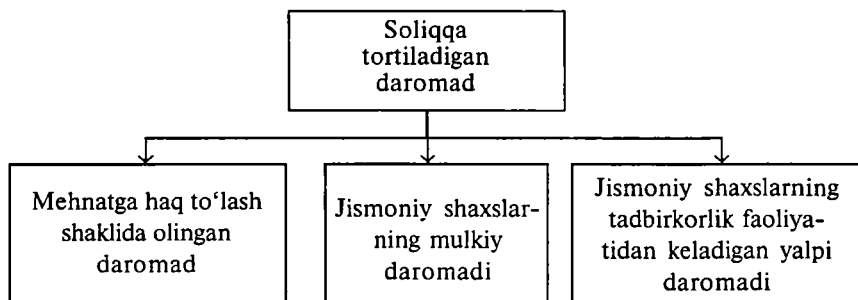 Soliqqa
tortiladigan
daromad
Mehnatga haq to‘lash
shaklida olingan
daromad
Jismoniy shaxslar-
ning mulkiy
daromadi
Jismoniy shaxslarning
tadbirkorlik faoliya-
tidan keladigan yalpi
daromadi